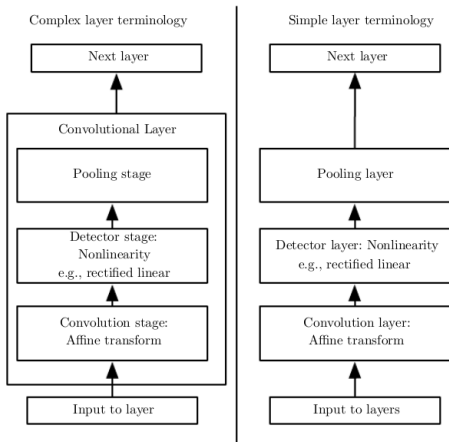 Complex layer terminology
Next layer
Convolutional Layer
Pooling stage
Detector stage:
Nonlinearity
e.g., rectified linear
Convolution stage:
Affine transform
Input to layer
Simple layer terminology
Next layer
Pooling layer
Detector layer: Nonlinearity
e.g., rectified linear
Convolution layer:
Affine transform
Input to layers